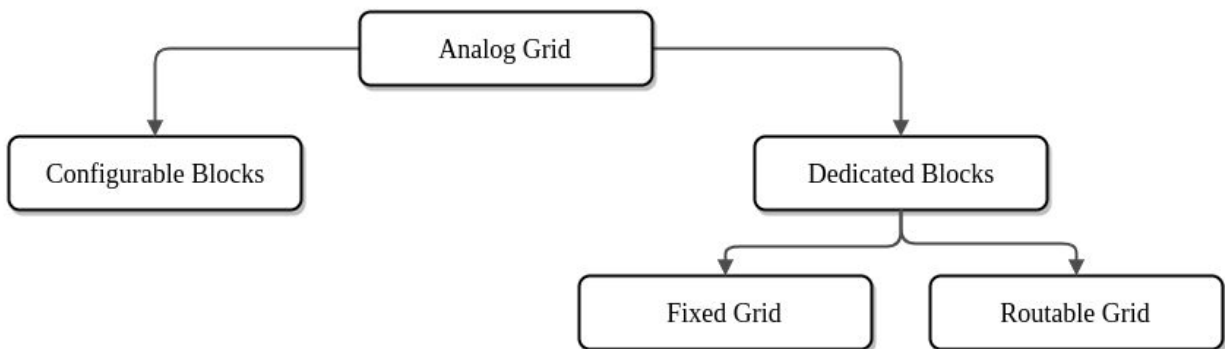 Analog Grid
Configurable Blocks
Dedicated Blocks
Fixed Grid
Routable Grid